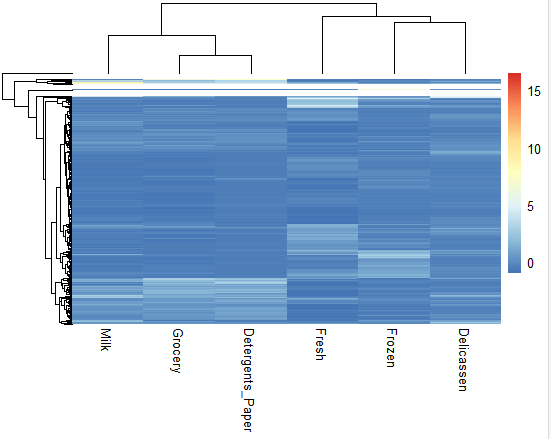 15
10
5
0
Milk
Grocery
Detergents_Paper
Fresh
Frozen
Delicassen